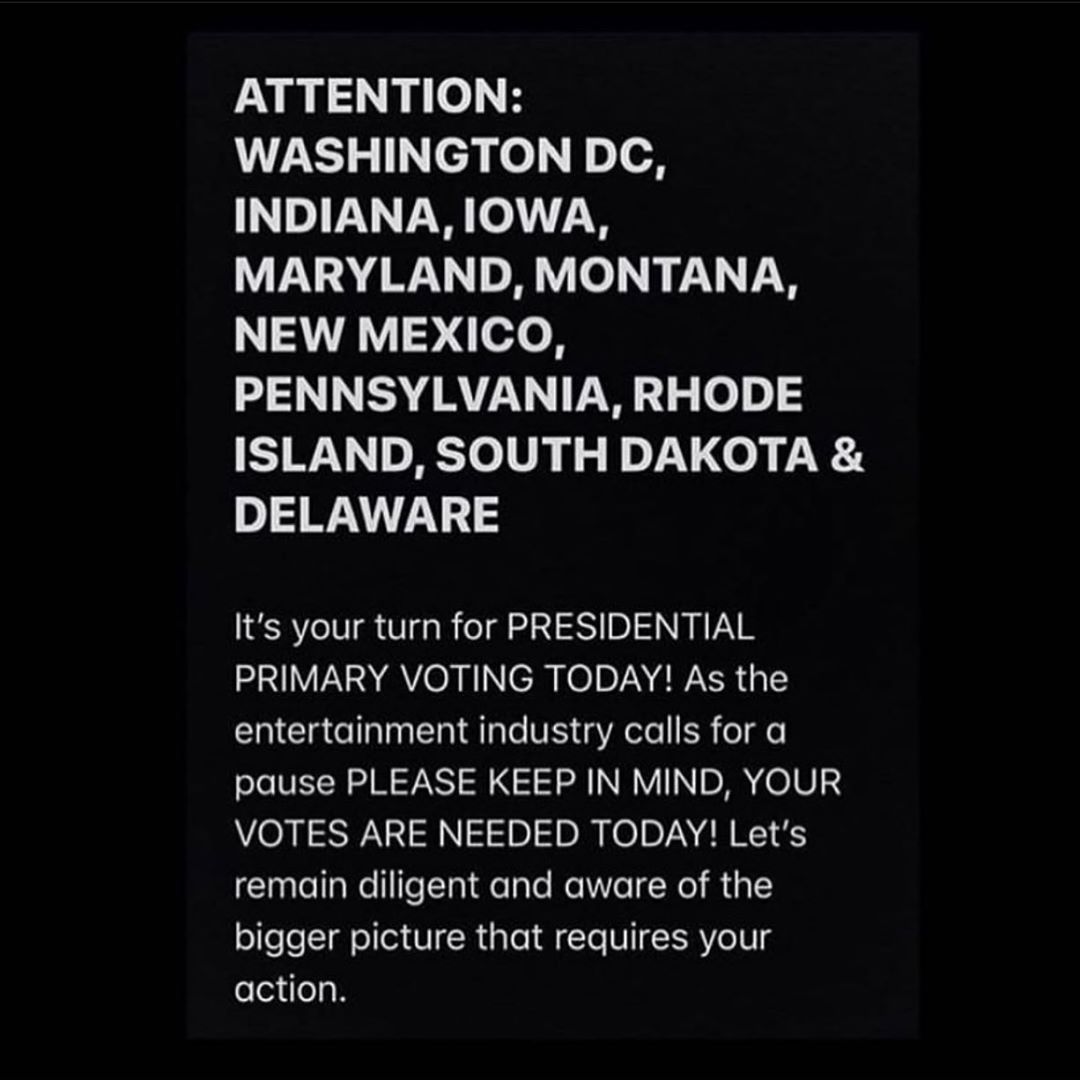 ATTENTION:
WASHINGTON DC,
INDIANA, IOWA,
MARYLAND, MONTANA,
NEW MEXICO,
PENNSYLVANIA, RHODE
ISLAND, SOUTH DAKOTA &
DELAWARE
It’s your turn for PRESIDENTIAL
PRIMARY VOTING TODAY! As the
entertainment industry calls for a
pause PLEASE KEEP IN MIND, YOUR
VOTES ARE NEEDED TODAY! Let’s
remain diligent and aware of the
bigger picture that requires your
action.